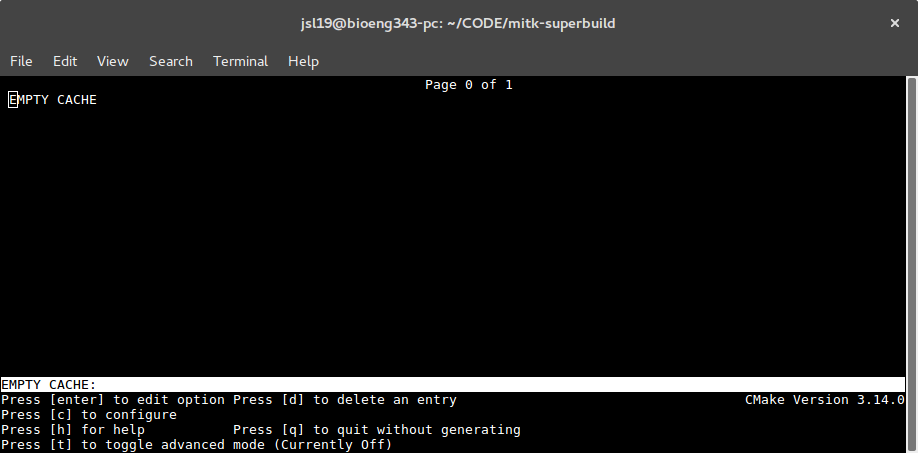 jsl19@bioeng343-pc: ~/CODE/mitk-superbuild
File Edit View Search Terminal Help
Page 0 of 1
EMPTY CACHE
EMPTY CACHE:
Press [enter] to edit option Press [d] to delete an entry CMake Version 3.14.0
Press [c] to configure
Press [h] for help Press [q] to quit without generating
Press [t] to toggle advanced mode (Currently Off)